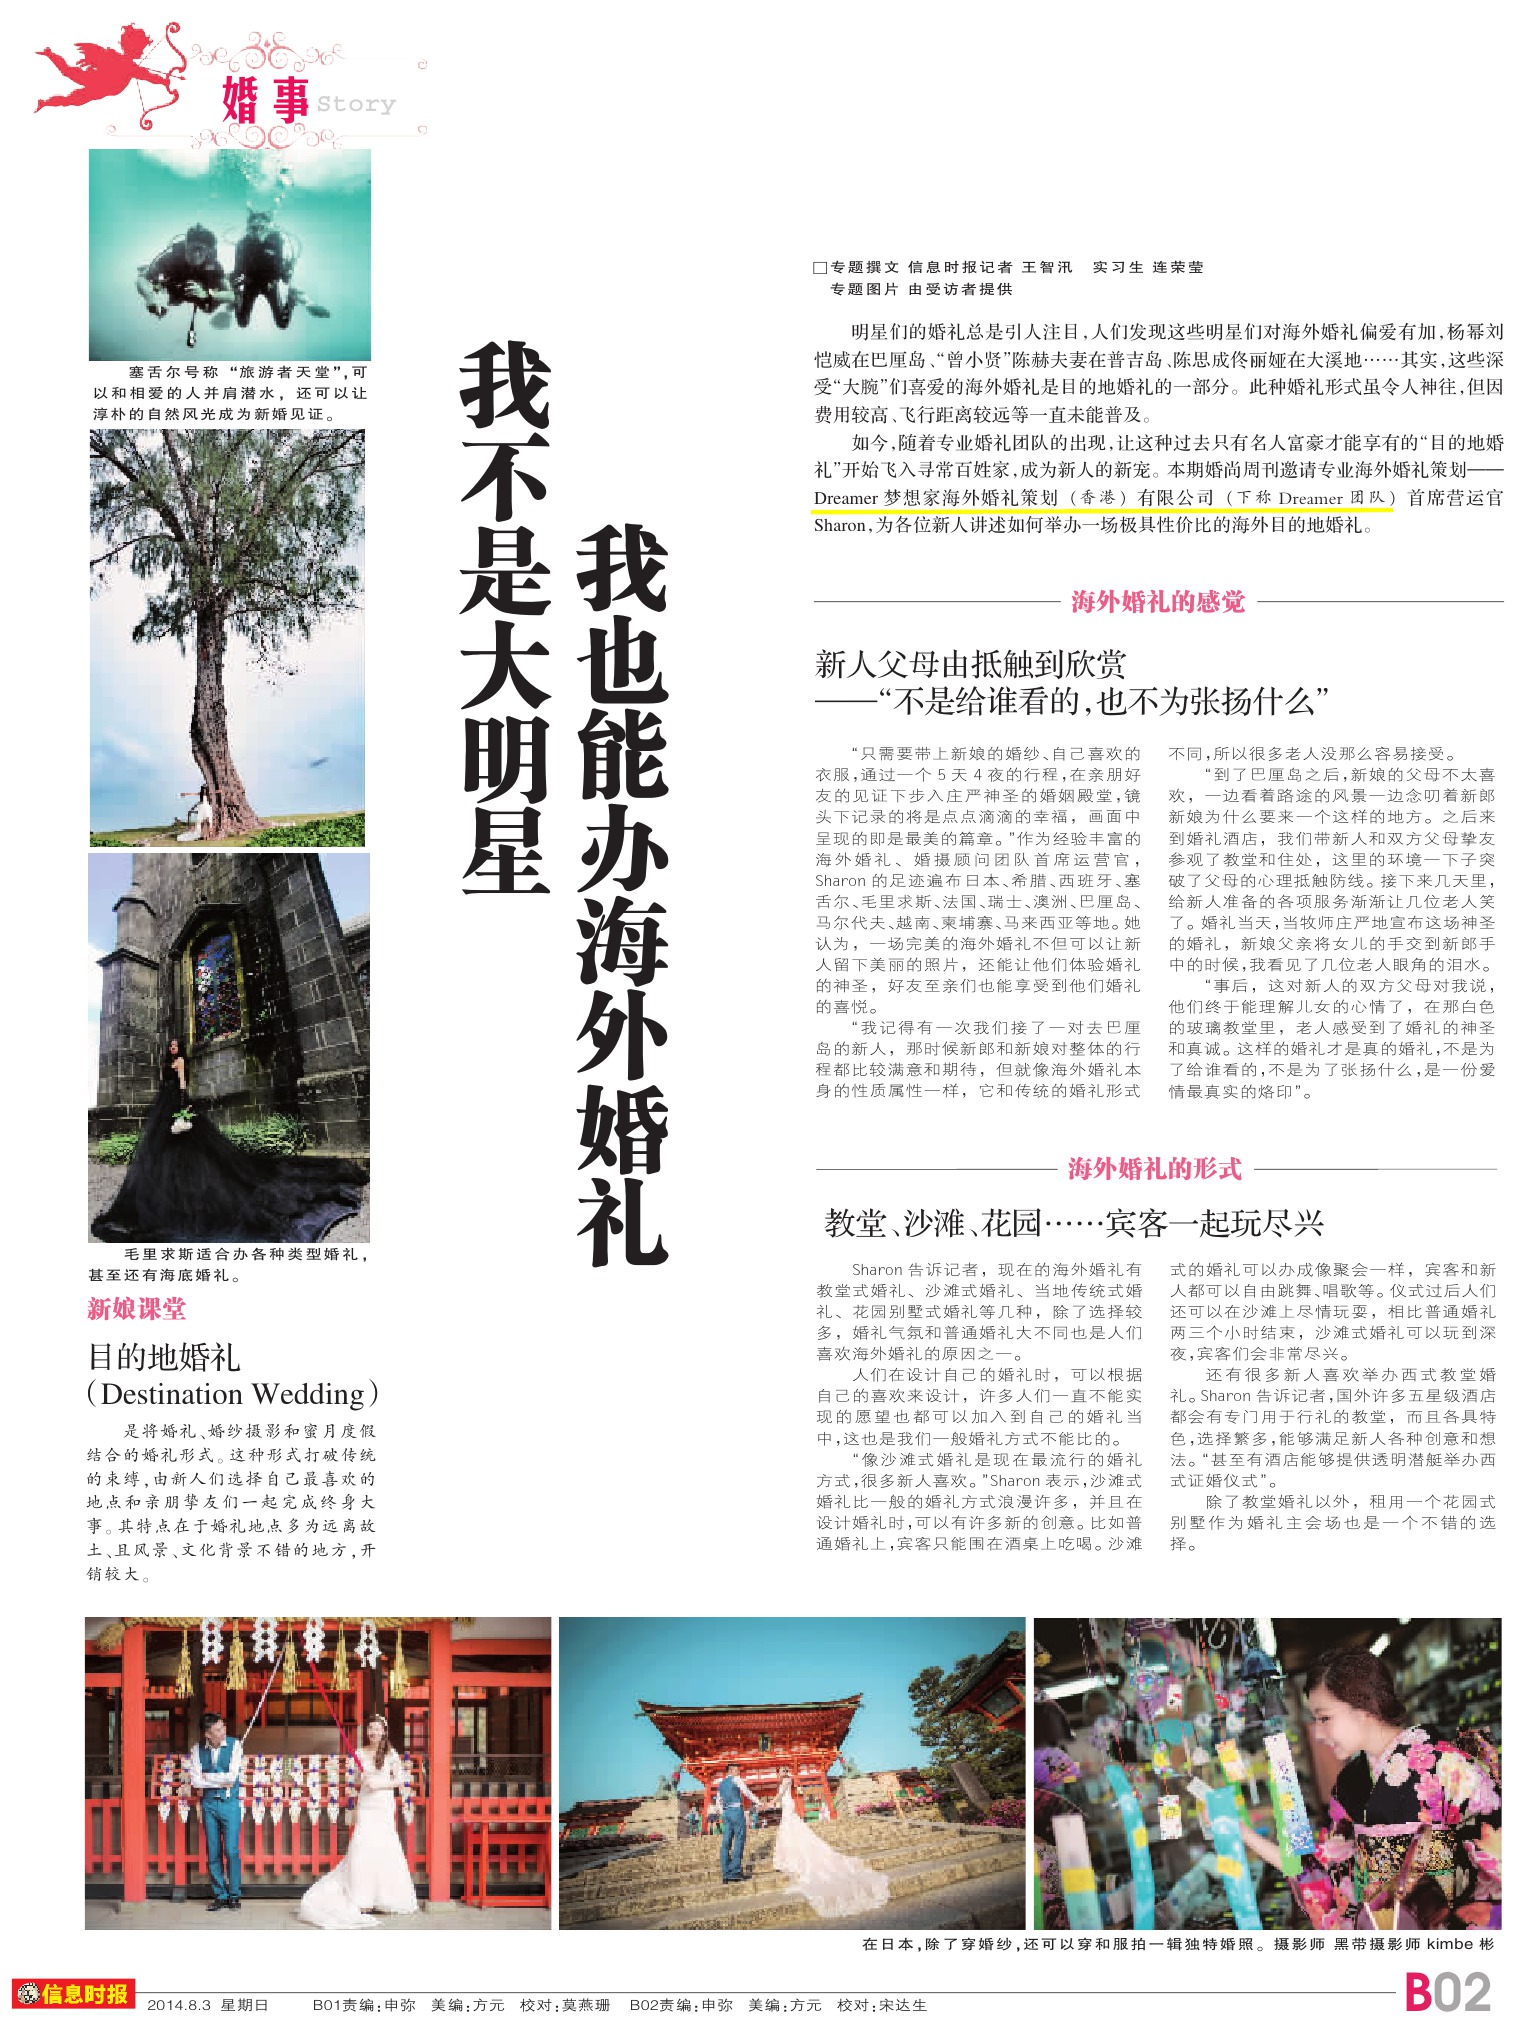 婚事 Story
塞舌尔号称“旅游者天堂”,可
以和相爱的人并肩潜水，还可以让
淳朴的自然风光成为新婚见证。
毛里求斯适合办各种类型婚礼，
甚至还有海底婚礼。
新娘课堂
目的地婚礼
（Destination Wedding）
是将婚礼、婚纱摄影和蜜月度假
结合的婚礼形式。这种形式打破传统
的束缚,由新人们选择自己最喜欢的
地点和亲朋挚友们一起完成终身大
事。其特点在于婚礼地点多为远离故
土、且风景、文化背景不错的地方,开
销较大。
我不是大明星
我也能办海外婚礼
□专题撰文 信息时报记者 王智汛 实习生 连荣莹
专题图片 由受访者提供
明星们的婚礼总是引人注目,人们发现这些明星们对海外婚礼偏爱有加,杨幂刘
恺威在巴厘岛、“曾小贤”陈赫夫妻在普吉岛、陈思成佟丽娅在大溪地……其实,这些深
受“大腕”们喜爱的海外婚礼是目的地婚礼的一部分。此种婚礼形式虽令人神往,但因
费用较高、飞行距离较远等一直未能普及。
如今,随着专业婚礼团队的出现,让这种过去只有名人富豪才能享有的“目的地婚
礼”开始飞入寻常百姓家,成为新人的新宠。本期婚尚周刊邀请专业海外婚礼策划——
Dreamer 梦想家海外婚礼策划（香港）有限公司（下称 Dreamer 团队）首席营运官
Sharon,为各位新人讲述如何举办一场极具性价比的海外目的地婚礼。
海外婚礼的感觉
新人父母由抵触到欣赏
——“不是给谁看的,也不为张扬什么”
“只需要带上新娘的婚纱、自己喜欢的
衣服,通过一个 5 天 4 夜的行程,在亲朋好
友的见证下步入庄严神圣的婚姻殿堂,镜
头下记录的将是点点滴滴的幸福，画面中
呈现的即是最美的篇章。”作为经验丰富的
海外婚礼、婚摄顾问团队首席运营官，
Sharon 的足迹遍布日本、希腊、西班牙、塞
舌尔、毛里求斯、法国、瑞士、澳洲、巴厘岛、
马尔代夫、越南、柬埔寨、马来西亚等地。她
认为，一场完美的海外婚礼不但可以让新
人留下美丽的照片，还能让他们体验婚礼
的神圣，好友至亲们也能享受到他们婚礼
的喜悦。
“我记得有一次我们接了一对去巴厘
岛的新人，那时候新郎和新娘对整体的行
程都比较满意和期待，但就像海外婚礼本
身的性质属性一样，它和传统的婚礼形式
不同,所以很多老人没那么容易接受。
“到了巴厘岛之后,新娘的父母不太喜
欢，一边看着路途的风景一边念叨着新郎
新娘为什么要来一个这样的地方。之后来
到婚礼酒店，我们带新人和双方父母挚友
参观了教堂和住处，这里的环境一下子突
破了父母的心理抵触防线。接下来几天里，
给新人准备的各项服务渐渐让几位老人笑
了。婚礼当天,当牧师庄严地宣布这场神圣
的婚礼，新娘父亲将女儿的手交到新郎手
中的时候,我看见了几位老人眼角的泪水。
“事后，这对新人的双方父母对我说，
他们终于能理解儿女的心情了，在那白色
的玻璃教堂里，老人感受到了婚礼的神圣
和真诚。这样的婚礼才是真的婚礼,不是为
了给谁看的,不是为了张扬什么,是一份爱
情最真实的烙印”。
海外婚礼的形式
教堂、沙滩、花园……宾客一起玩尽兴
Sharon 告诉记者，现在的海外婚礼有
教堂式婚礼、沙滩式婚礼、当地传统式婚
礼、花园别墅式婚礼等几种，除了选择较
多，婚礼气氛和普通婚礼大不同也是人们
喜欢海外婚礼的原因之一。
人们在设计自己的婚礼时，可以根据
自己的喜欢来设计，许多人们一直不能实
现的愿望也都可以加入到自己的婚礼当
中,这也是我们一般婚礼方式不能比的。
“像沙滩式婚礼是现在最流行的婚礼
方式,很多新人喜欢。”Sharon 表示,沙滩式
婚礼比一般的婚礼方式浪漫许多，并且在
设计婚礼时,可以有许多新的创意。比如普
通婚礼上,宾客只能围在酒桌上吃喝。沙滩
式的婚礼可以办成像聚会一样，宾客和新
人都可以自由跳舞、唱歌等。仪式过后人们
还可以在沙滩上尽情玩耍，相比普通婚礼
两三个小时结束，沙滩式婚礼可以玩到深
夜,宾客们会非常尽兴。
还有很多新人喜欢举办西式教堂婚
礼。Sharon 告诉记者,国外许多五星级酒店
都会有专门用于行礼的教堂，而且各具特
色,选择繁多,能够满足新人各种创意和想
法。“甚至有酒店能够提供透明潜艇举办西
式证婚仪式”。
除了教堂婚礼以外，租用一个花园式
别墅作为婚礼主会场也是一个不错的选
择。
在日本,除了穿婚纱,还可以穿和服拍一辑独特婚照。摄影师 黑带摄影师 kimbe 彬
信息时报 2014.8.3 星期日 B01责编:申弥 美编:方元 校对:莫燕珊 B02责编:申弥 美编:方元 校对:宋达生 B02